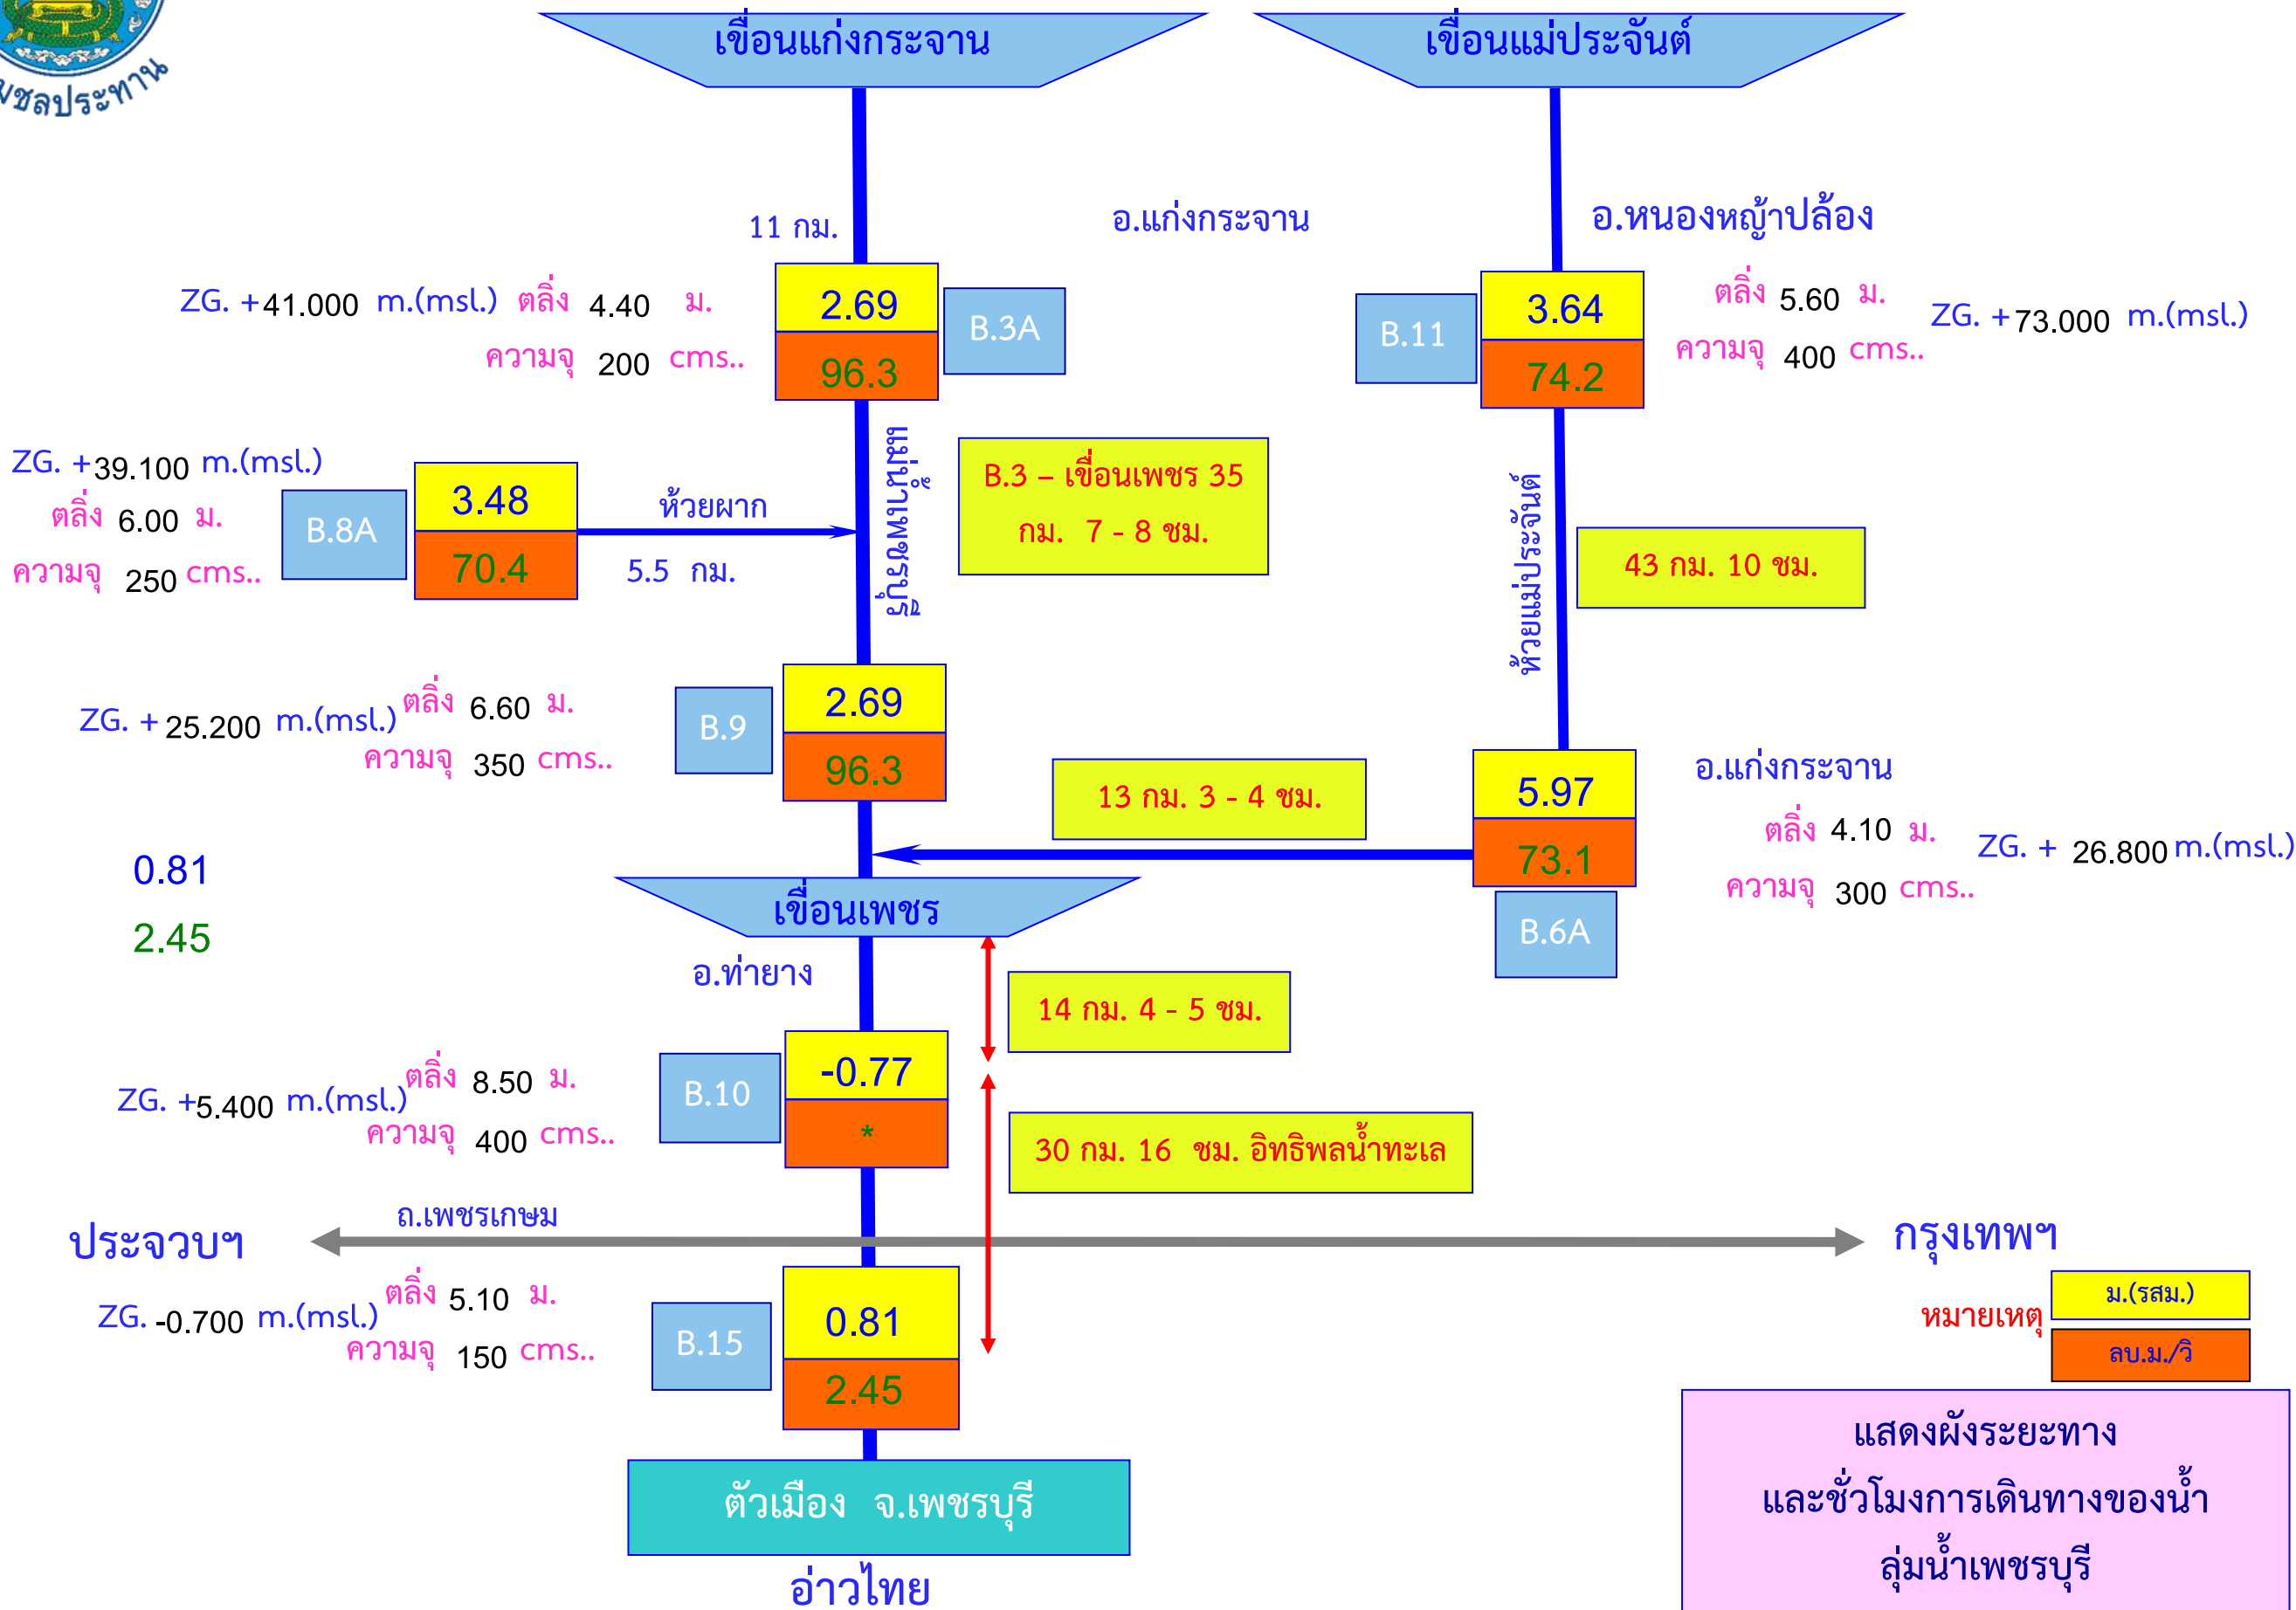 เขื่อนแก่งกระจาน
เขื่อนแม่ประจันต์
ชลประทาน
11 กม.
อ.แก่งกระจาน
อ.หนองหญ้าปล้อง
ZG. +41.000 m.(msl.) ตลิ่ง 4.40 ม.
ความจุ 200 cms..
2.69
96.3
B.3A
B.11
3.64
74.2
ตลิ่ง 5.60 ม.
ความจุ 400 cms..
ZG. +73.000 m.(msl.)
ZG. +39.100 m.(msl.)
ตลิ่ง 6.00 ม.
ความจุ 250 cms..
B.8A
3.48
70.4
ห้วยผาก
5.5 กม.
แม่น้ำเพชรบุรี
B.3 – เขื่อนเพชร 35
กม. 7 - 8 ชม.
ห้วยแม่ประจันต์
43 กม. 10 ชม.
ZG. +25.200 m.(msl.)
ตลิ่ง 6.60 ม.
ความจุ 350 cms..
B.9
2.69
96.3
13 กม. 3 - 4 ชม.
5.97
73.1
B.6A
อ.แก่งกระจาน
ตลิ่ง 4.10 ม.
ความจุ 300 cms..
ZG. + 26.800 m.(msl.)
0.81
2.45
เขื่อนเพชร
อ.ท่ายาง
14 กม. 4 - 5 ชม.
ZG. +5.400 m.(msl.)
ตลิ่ง 8.50 ม.
ความจุ 400 cms..
B.10
-0.77
*
30 กม. 16 ชม. อิทธิพลน้ำทะเล
ถ.เพชรเกษม
ประจวบฯ
กรุงเทพฯ
ZG. -0.700 m.(msl.)
ตลิ่ง 5.10 ม.
ความจุ 150 cms..
B.15
0.81
2.45
หมายเหตุ
ม.(รสม.)
ลบ.ม./วิ
ตัวเมือง จ.เพชรบุรี
อ่าวไทย
แสดงผังระยะทาง
และชั่วโมงการเดินทางของน้ำ
ลุ่มน้ำเพชรบุรี